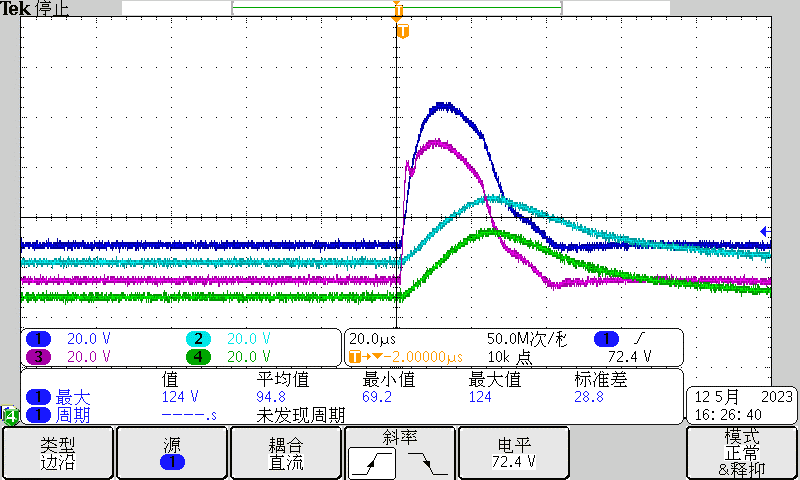 Tek 停止
T
T
1 20.0 V 2 20.0 V
3 20.0 V 4 20.0 V
20.0µs 50.0M次/秒 1
T→▼−2.00000µs 10k 点 72.4 V
值 平均值 最小值 最大值 标准差
1 最大 124 V 94.8 69.2 124 28.8
1 周期 ----.s 未发现周期
12 5月 2023
16:26:40
4
类型
边沿
源
1
耦合
直流
斜率
电平
72.4 V
模式
正常
&释抑